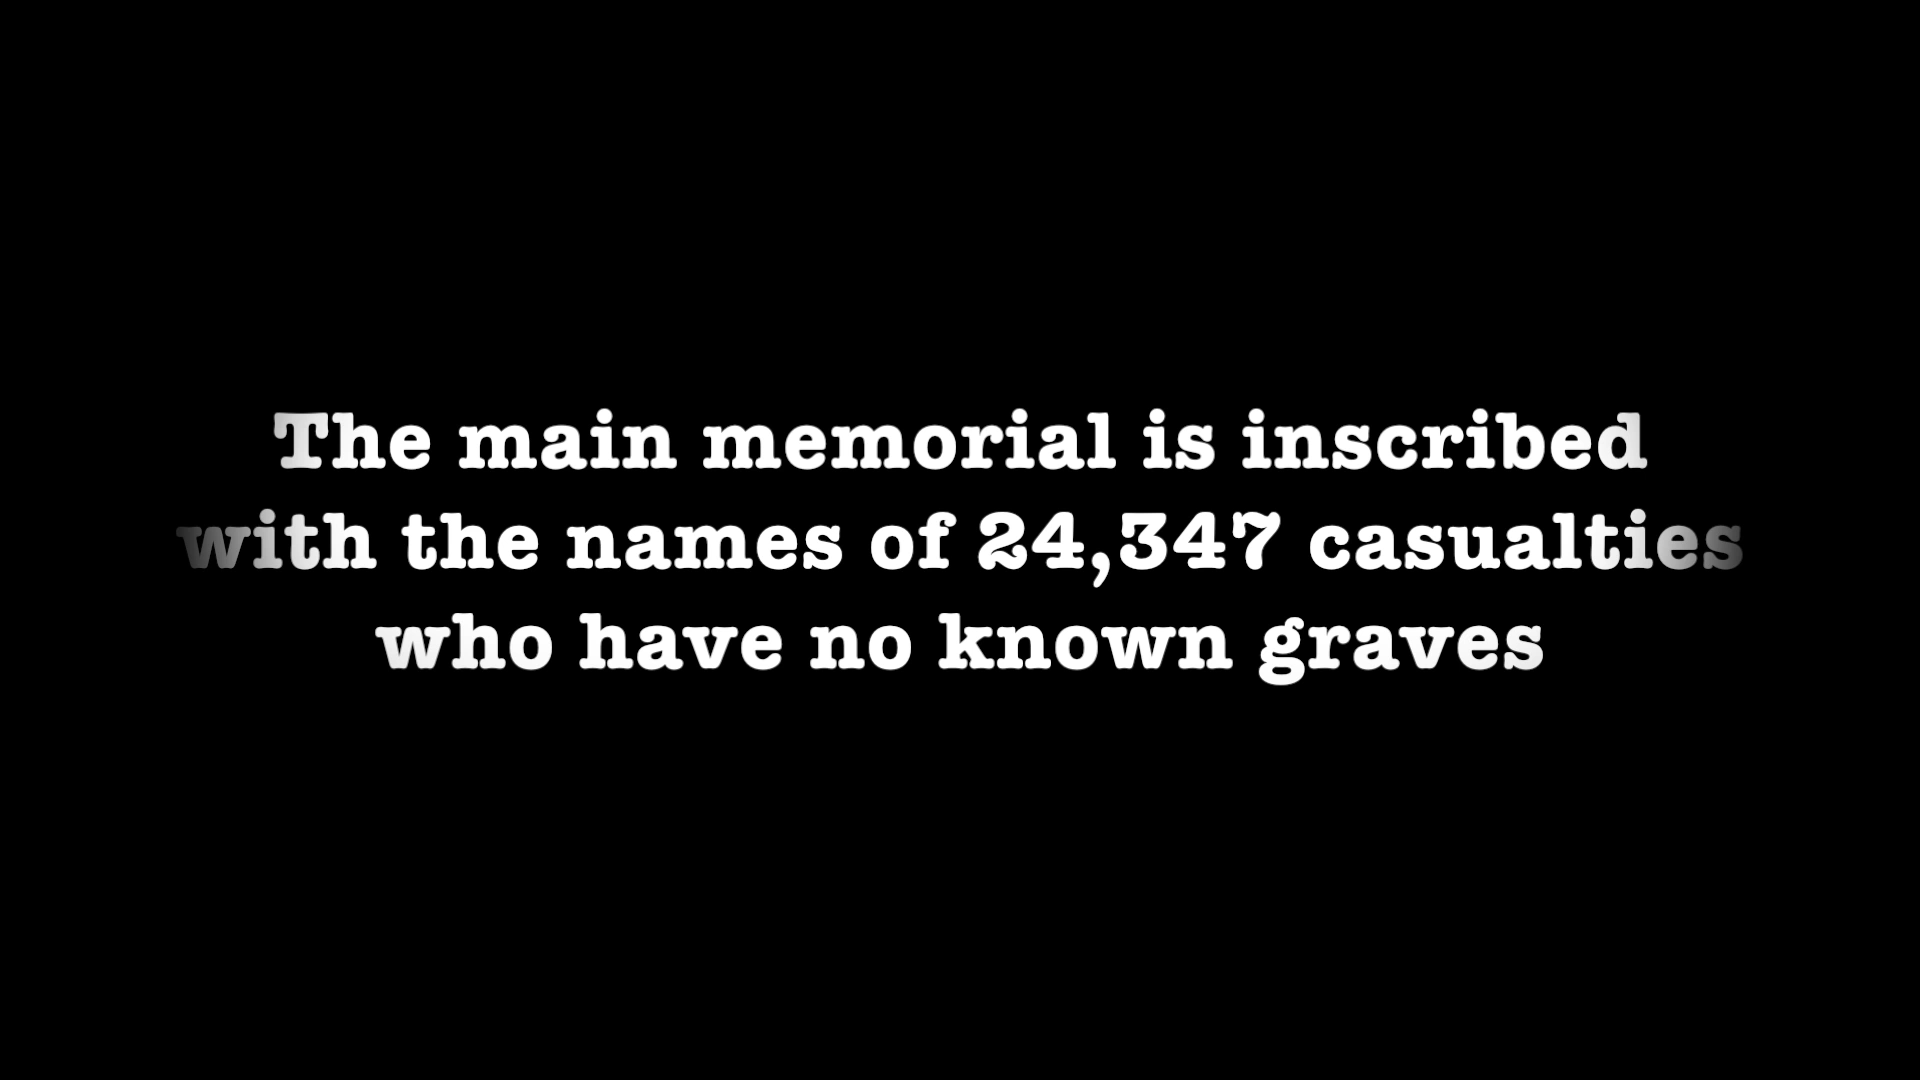 The main memorial is inscribed
with the names of 24,347 casualties
who have no known graves